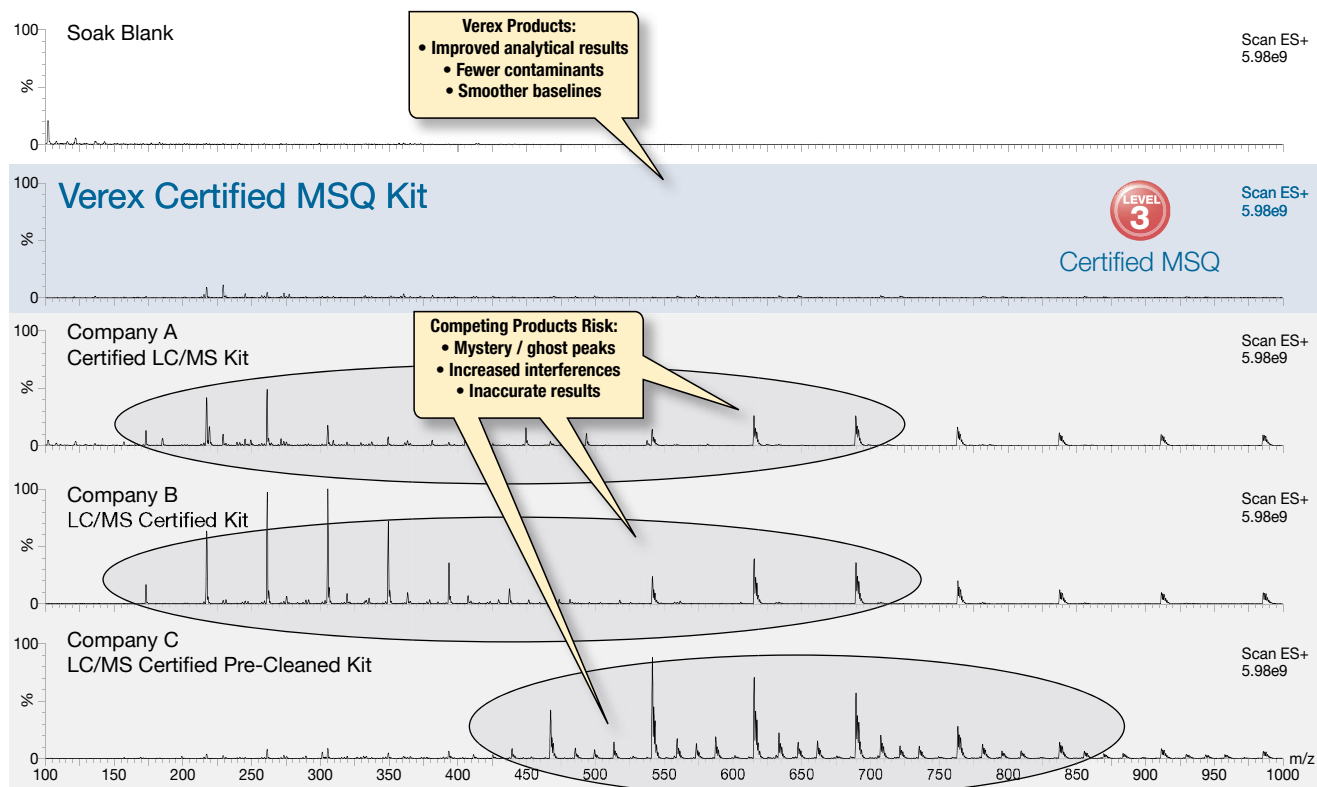 100
Soak Blank
%
0
Scan ES+
5.98e9
Verex Products:
• Improved analytical results
• Fewer contaminants
• Smoother baselines
100
Verex Certified MSQ Kit
%
0
LEVEL
3
Certified MSQ
Scan ES+
5.98e9
100
Company A
Certified LC/MS Kit
%
0
Scan ES+
5.98e9
Competing Products Risk:
• Mystery / ghost peaks
• Increased interferences
• Inaccurate results
100
Company B
LC/MS Certified Kit
%
0
Scan ES+
5.98e9
100
Company C
LC/MS Certified Pre-Cleaned Kit
%
0
Scan ES+
5.98e9
m/z
100 150 200 250 300 350 400 450 500 550 600 650 700 750 800 850 900 950 1000